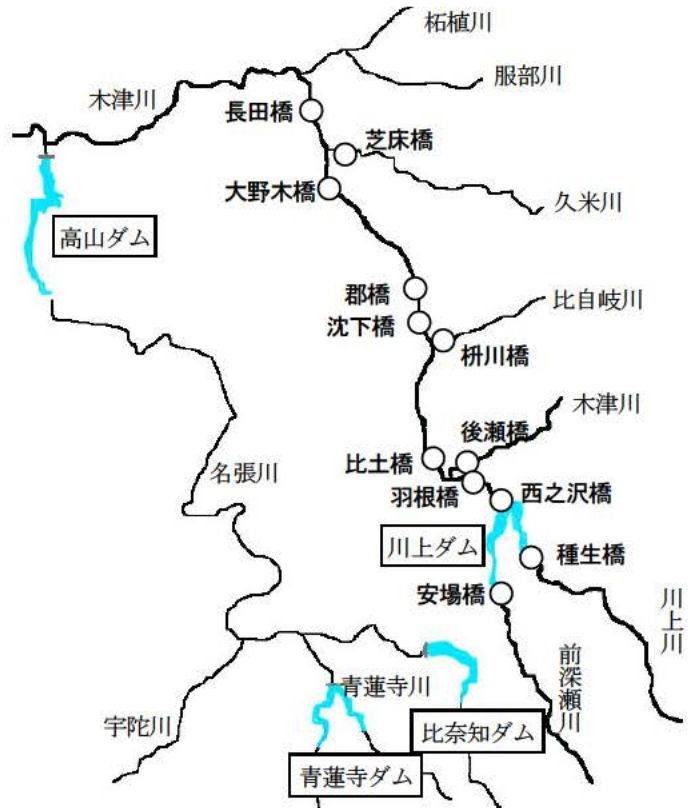 柘植川
服部川
木津川
長田橋
芝床橋
大野木橋
久米川
高山ダム
郡橋
比自岐川
沈下橋
枡川橋
木津川
後瀬橋
比土橋
名張川
羽根橋
西之沢橋
川上ダム
種生橋
安場橋
川上川
前深瀬川
青蓮寺川
宇陀川
比奈知ダム
青蓮寺ダム